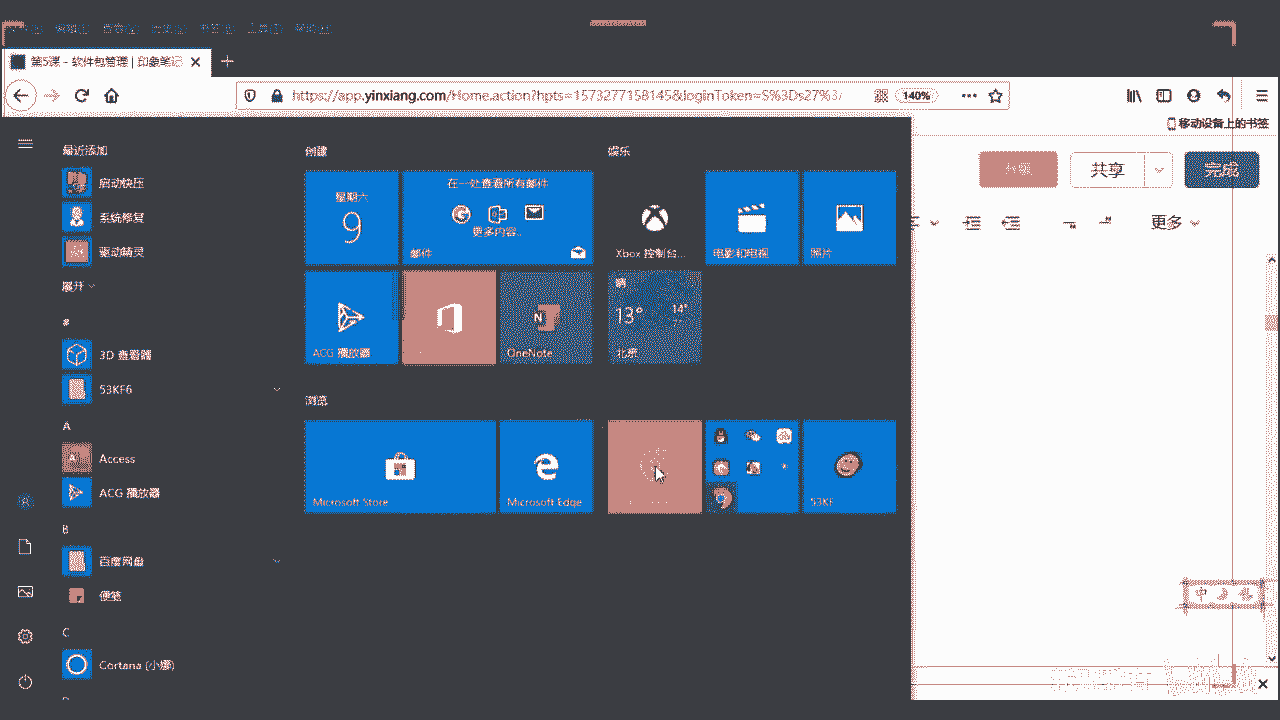 第5课 - 软件包管理 | 印象笔记
https://app.yinxiang.com/Home.action?hpts=1573277158145&loginToken=S%3Ds27%3/
140%
移动设备上的书签
最近添加
启动快压
系统修复
驱动精灵
展开
#
3D 查看器
53KF6
A
Access
ACG 播放器
B
百度网盘
便笺
C
Cortana (小娜)
创建
星期六
9
在一处查看所有邮件
更多内容..
邮件
ACG 播放器
OneNote
娱乐
Xbox 控制台...
电影和电视
照片
晴
13°
14°
北京
浏览
Microsoft Store
Microsoft Edge
53KF
共享
完成
更多
中